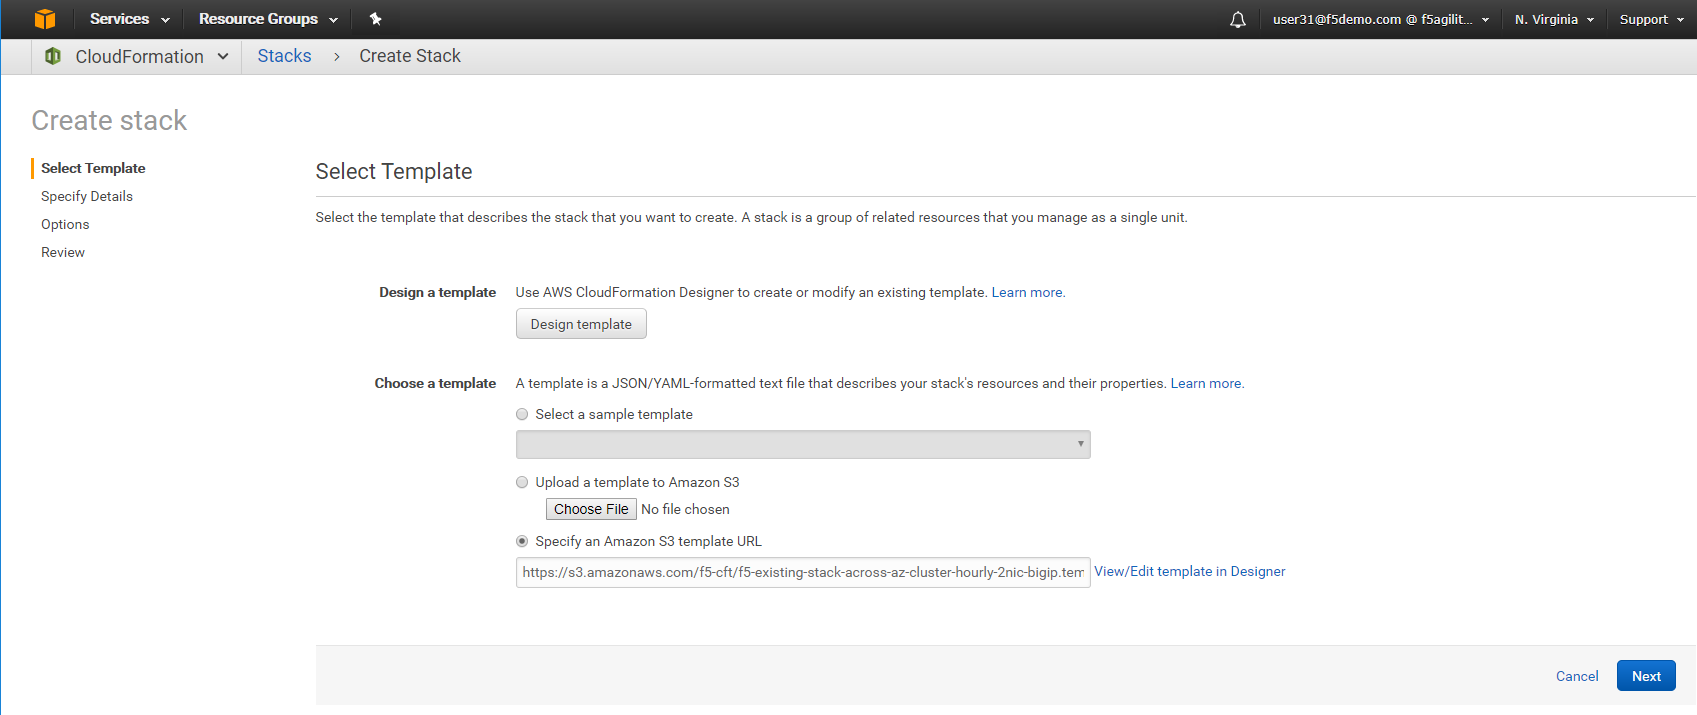 Services Resource Groups user31@f5demo.com @ f5agilit... N. Virginia Support
CloudFormation Stacks > Create Stack
Create stack
Select Template
Specify Details
Options
Review
Select Template
Select the template that describes the stack that you want to create. A stack is a group of related resources that you manage as a single unit.
Design a template Use AWS CloudFormation Designer to create or modify an existing template. Learn more.
Design template
Choose a template A template is a JSON/YAML-formatted text file that describes your stack's resources and their properties. Learn more.
Select a sample template
Upload a template to Amazon S3
Choose File No file chosen
Specify an Amazon S3 template URL
https://s3.amazonaws.com/f5-cft/f5-existing-stack-across-az-cluster-hourly-2nic-bigip.tem View/Edit template in Designer
Cancel Next